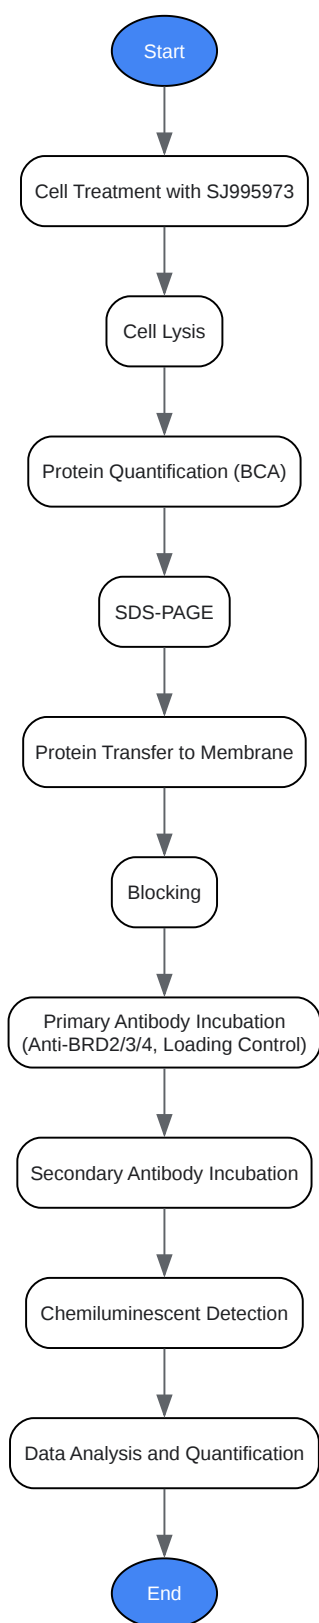 Start
Cell Treatment with SJ995973
Cell Lysis
Protein Quantification (BCA)
SDS-PAGE
Protein Transfer to Membrane
Blocking
Primary Antibody Incubation
(Anti-BRD2/3/4, Loading Control)
Secondary Antibody Incubation
Chemiluminescent Detection
Data Analysis and Quantification
End